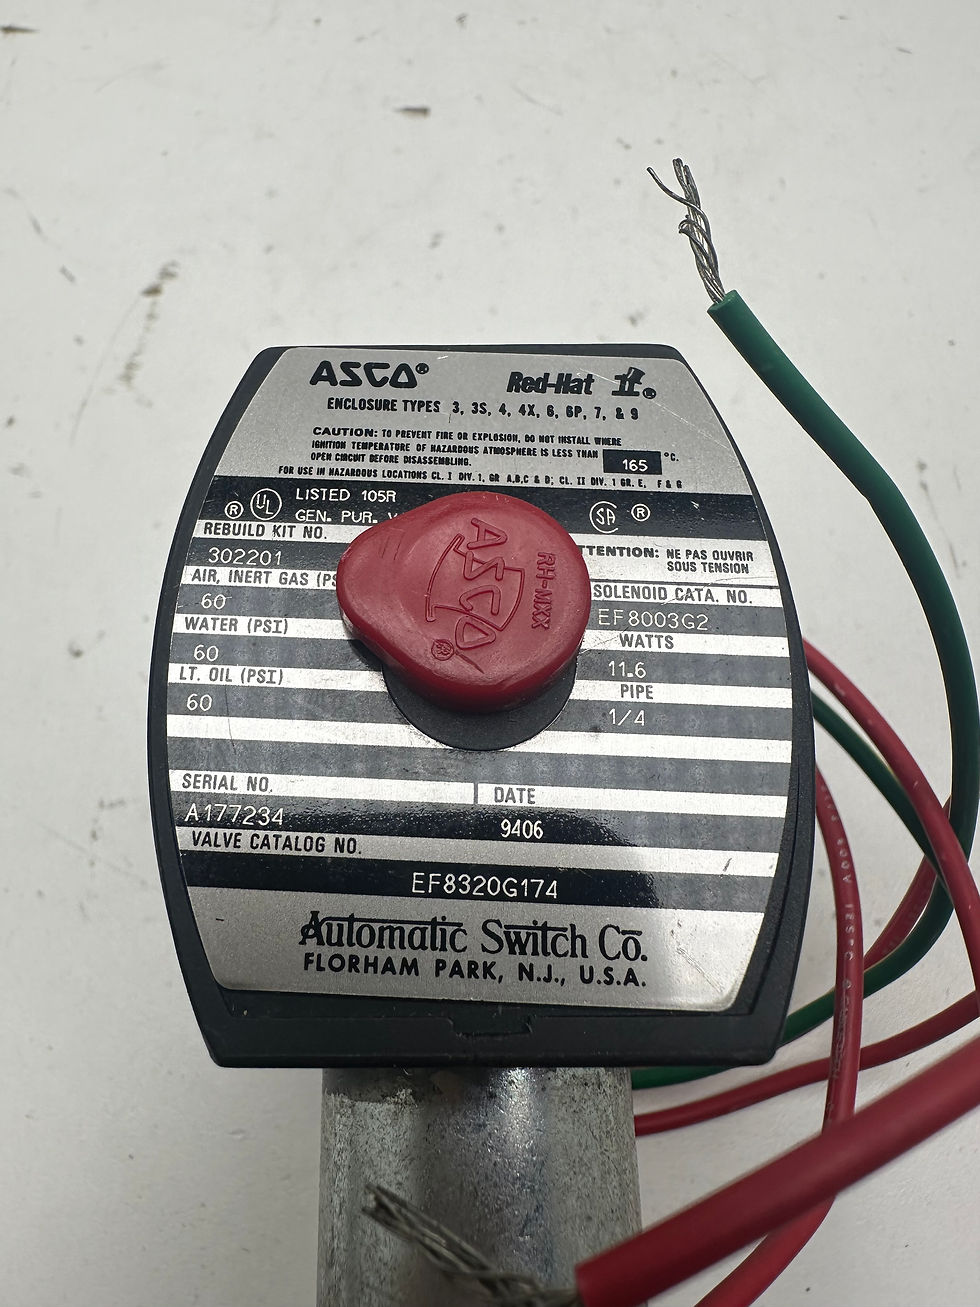 ASCO® Red-Hat II®
ENCLOSURE TYPES 3, 3S, 4, 4X, 6, 6P, 7, & 9
CAUTION: TO PREVENT FIRE OR EXPLOSION, DO NOT INSTALL WHERE
IGNITION TEMPERATURE OF HAZARDOUS ATMOSPHERE IS LESS THAN 165 °C.
OPEN CIRCUIT BEFORE DISASSEMBLING.
FOR USE IN HAZARDOUS LOCATIONS CL. I DIV. 1, GR A,B,C & D; CL. II DIV. 1 GR. E, F & G
® UL LISTED 105R
GEN. PUR. SA ®
REBUILD KIT NO.
302201
TTENTION: NE PAS OUVRIR
SOUS TENSION
AIR, INERT GAS (PS
60
SOLENOID CATA. NO.
EF8003G2
WATER (PSI)
60
WATTS
11.6
LT. OIL (PSI)
60
PIPE
1/4
ASCO®
RH-MXX
SERIAL NO. DATE
A177234 9406
VALVE CATALOG NO.
EF8320G174
Automatic Switch Co.
FLORHAM PARK, N.J., U.S.A.